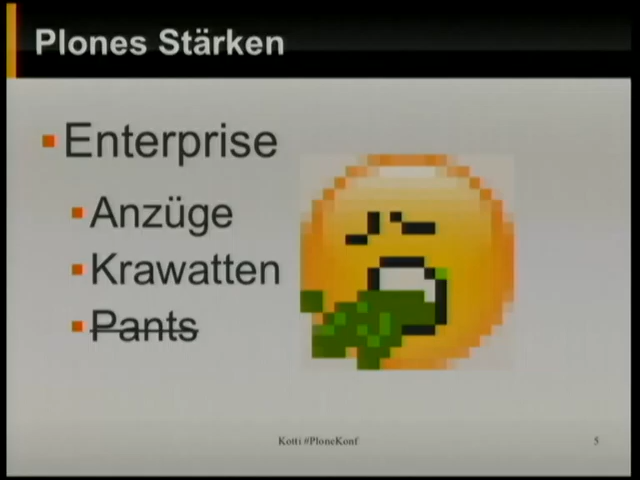 Plones Stärken
Enterprise
Anzüge
Krawatten
Pants
Kotti #PloneKonf
5